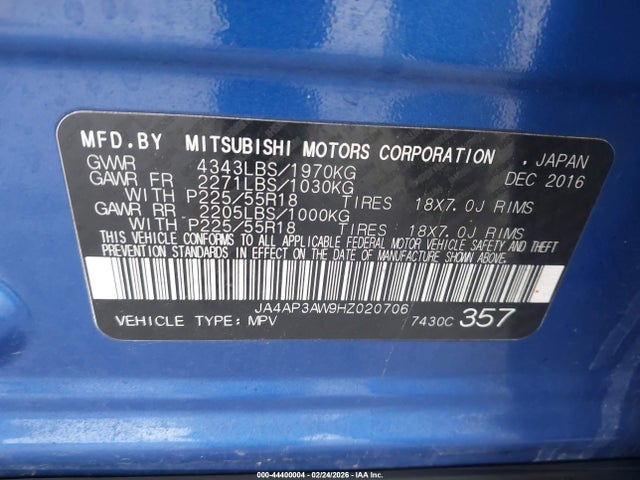 MFD.BY MITSUBISHI MOTORS CORPORATION , JAPAN
GVWR 4343LBS/1970KG DEC 2016
GAWR FR 2271LBS/1030KG
WITH P225/55R18 TIRES 18X7.0J RIMS
GAWR RR 2205LBS/1000KG
WITH P225/55R18 TIRES 18X7.0J RIMS
THIS VEHICLE CONFORMS TO ALL APPLICABLE FEDERAL MOTOR VEHICLE SAFETY AND THEFT
PREVENTION STANDARDS IN EFFECT ON THE DATE OF MANUFACTURE SHOWN ABOVE.
JA4AP3AW9HZ020706
VEHICLE TYPE: MPV 7430C 357
000-44400004 - 02/24/2026 - IAA Corp.